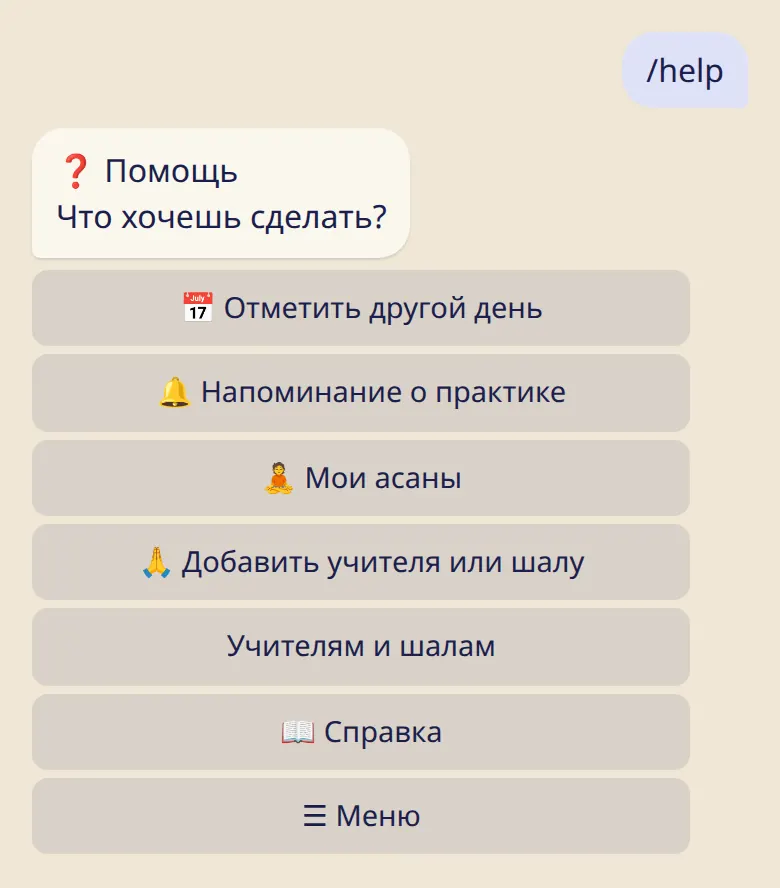 /help
❓ Помощь
Что хочешь сделать?
📅 Отметить другой день
🔔 Напоминание о практике
🧘 Мои асаны
🙏 Добавить учителя или шалу
Учителям и шалам
📖 Справка
☰ Меню